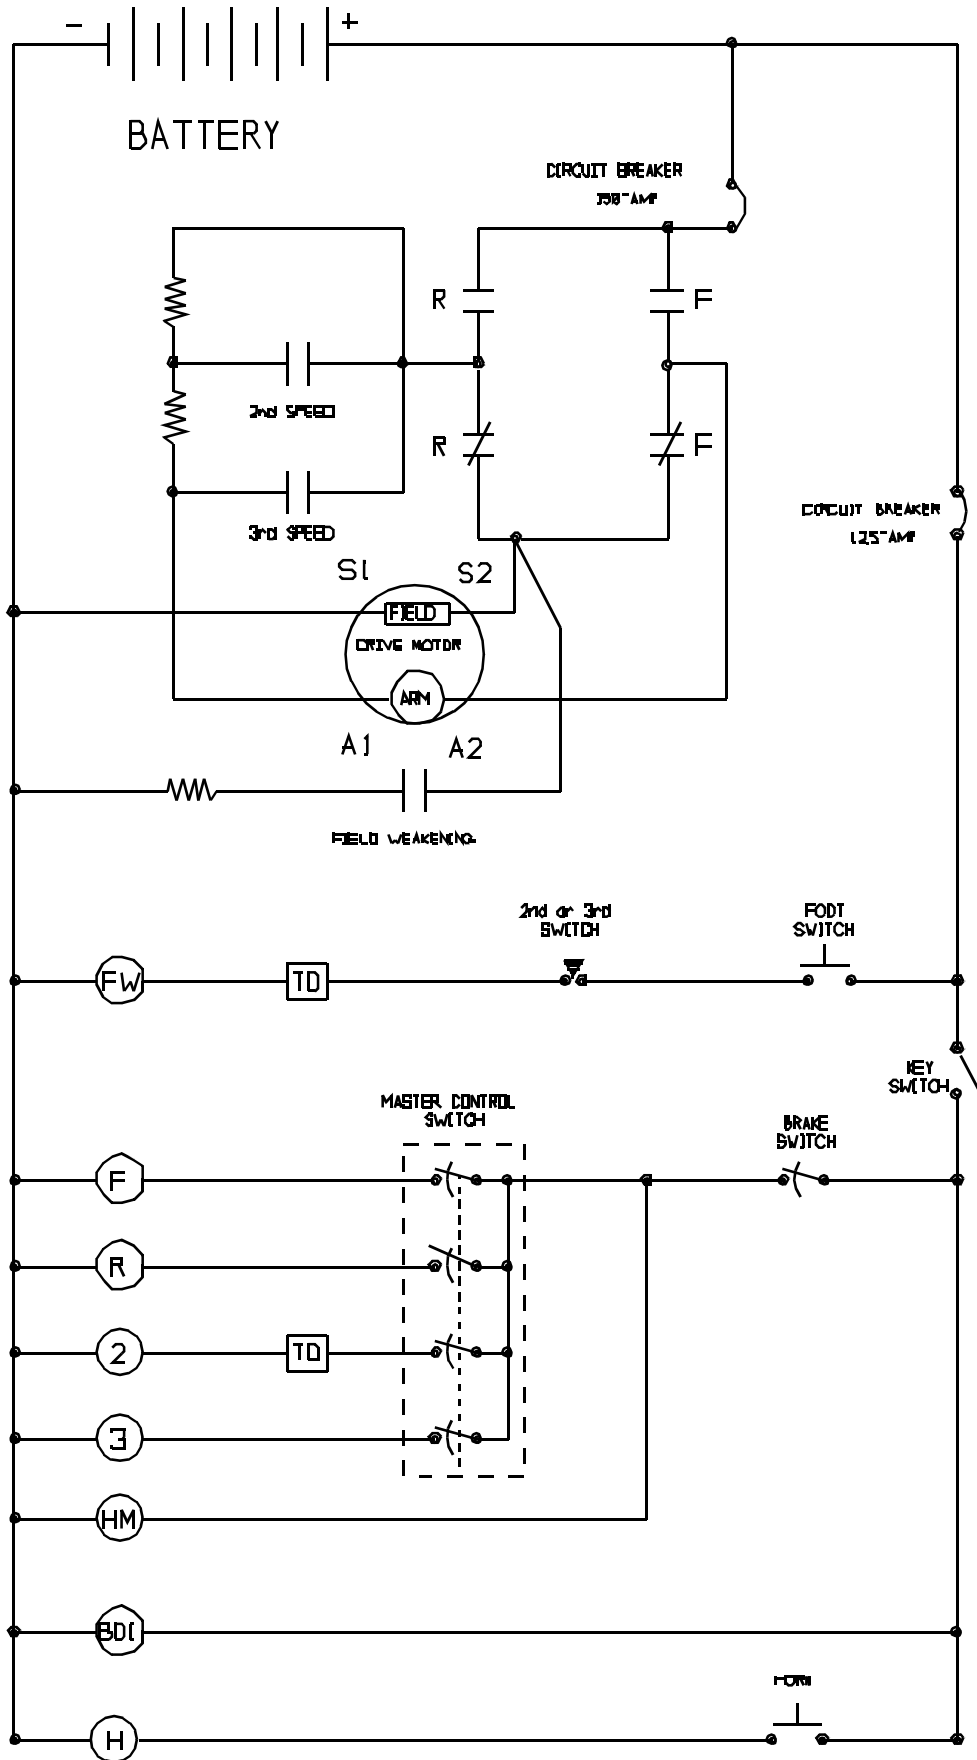 - +
BATTERY
CIRCUIT BREAKER
R F
2nd SPEED
R F
3rd SPEED
CIRCUIT BREAKER
S1 S2
FIELD
DRIVE MOTOR
ARM
A1 A2
FIELD WEAKENING
2nd or 3rd
SWITCH
FOOT
SWITCH
FW TD
KEY
SWITCH
MASTER CONTROL
SWITCH
BRAKE
SWITCH
F
R
2 TD
3
HM
BDI
HORN
H